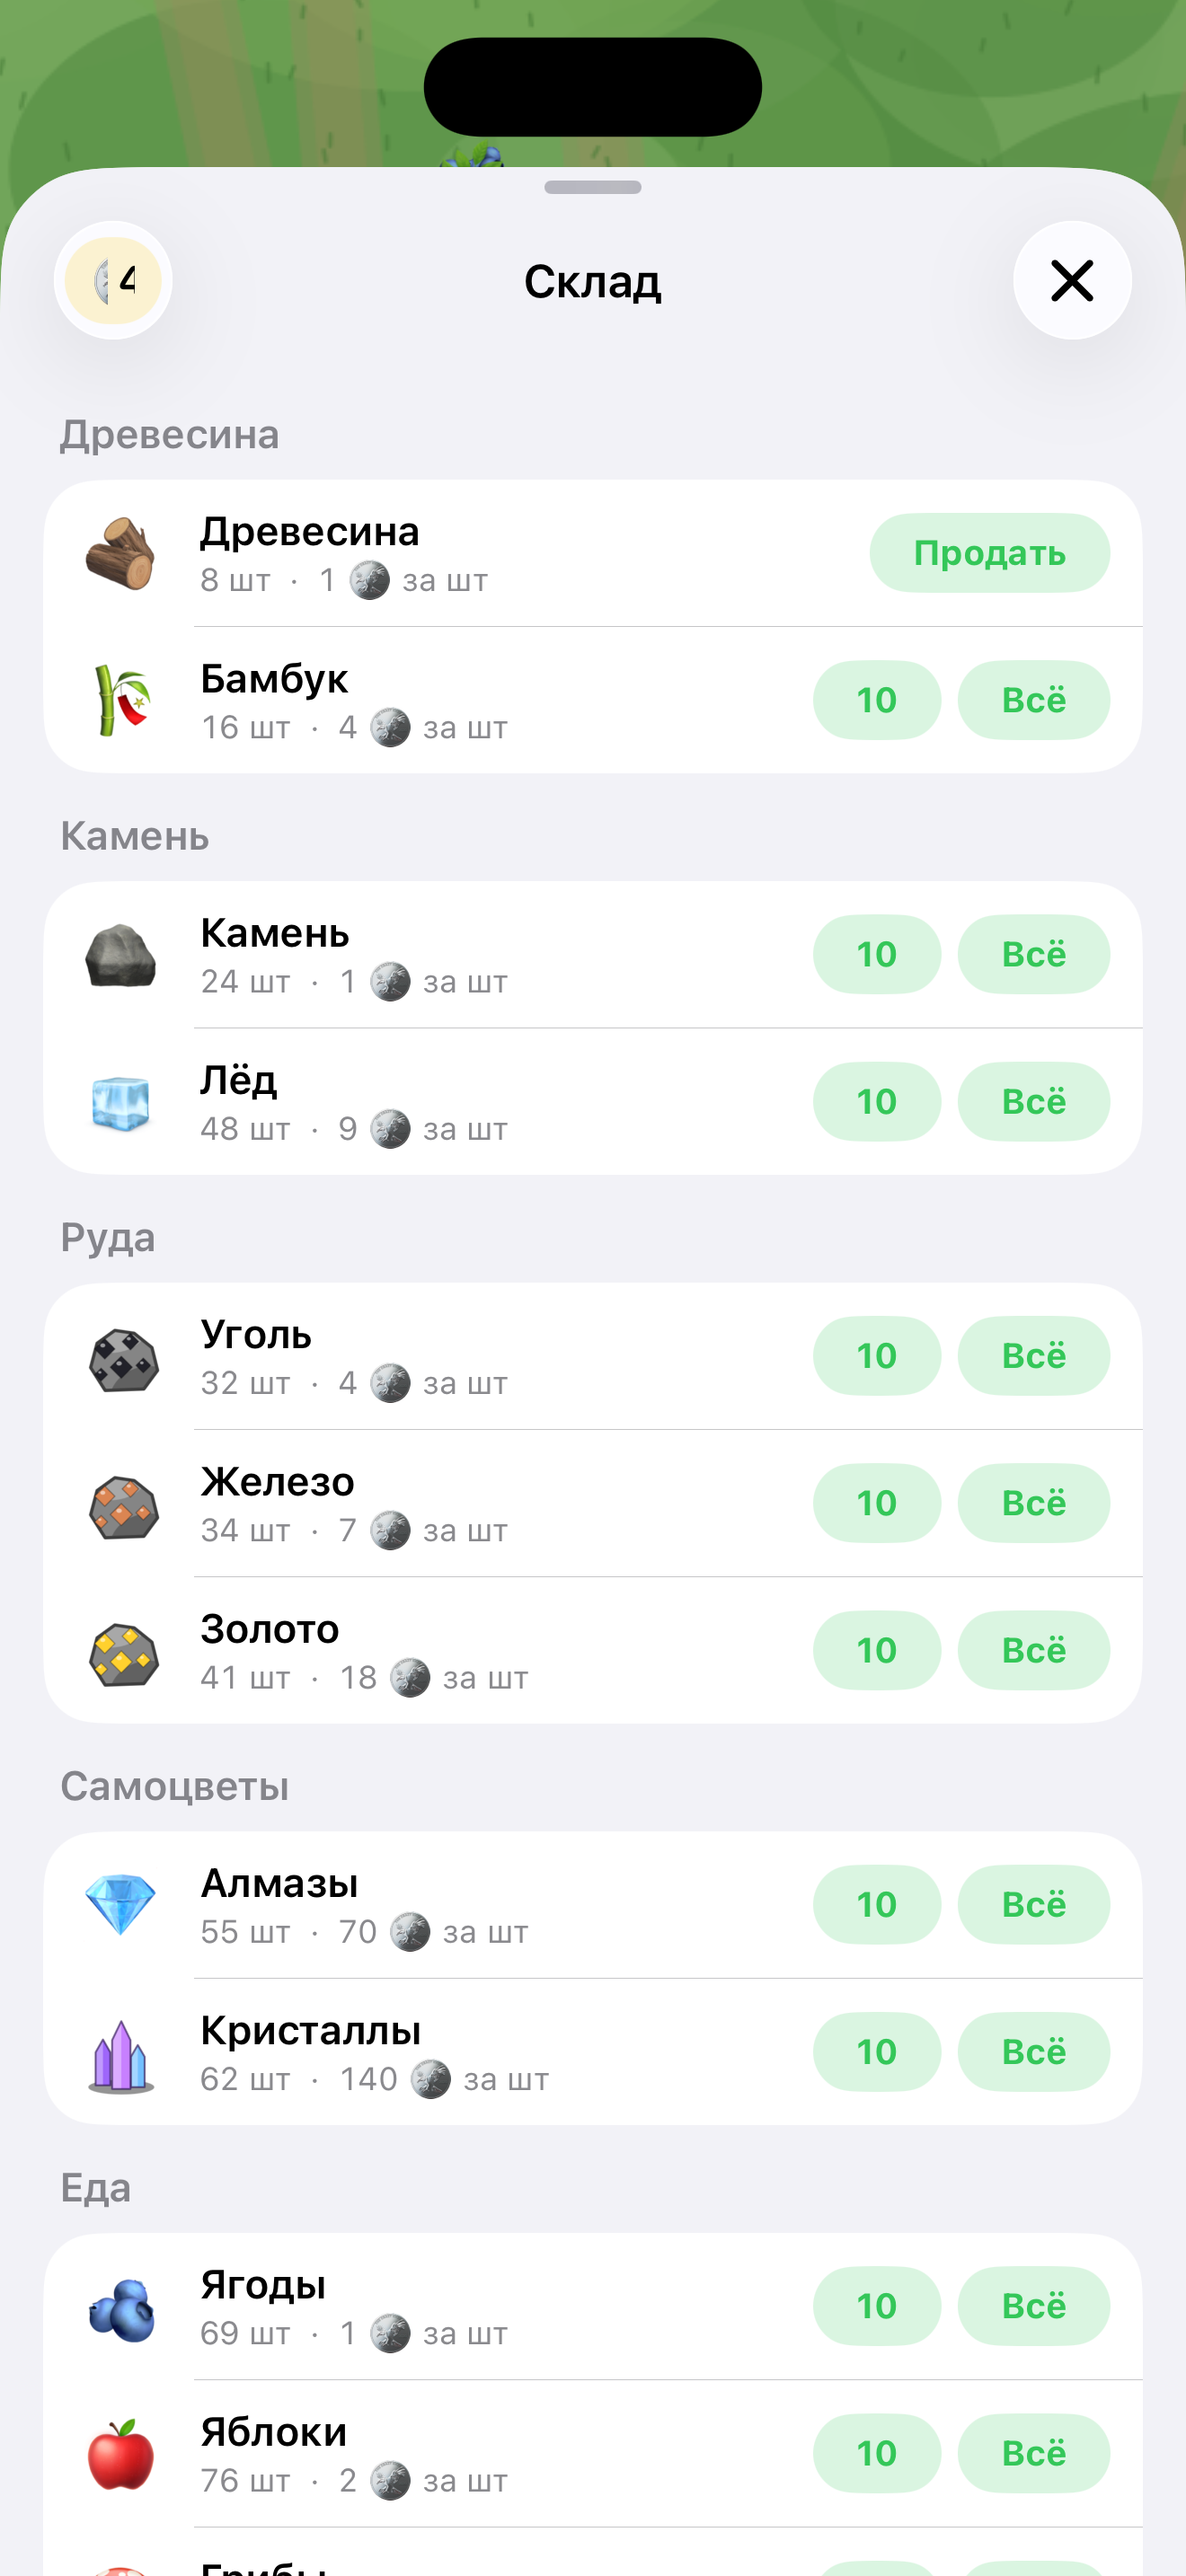 4
Склад
Древесина
Древесина
8 шт · 1 за шт
Продать
Бамбук
16 шт · 4 за шт
10 Всё
Камень
Камень
24 шт · 1 за шт
10 Всё
Лёд
48 шт · 9 за шт
10 Всё
Руда
Уголь
32 шт · 4 за шт
10 Всё
Железо
34 шт · 7 за шт
10 Всё
Золото
41 шт · 18 за шт
10 Всё
Самоцветы
Алмазы
55 шт · 70 за шт
10 Всё
Кристаллы
62 шт · 140 за шт
10 Всё
Еда
Ягоды
69 шт · 1 за шт
10 Всё
Яблоки
76 шт · 2 за шт
10 Всё
Грибы